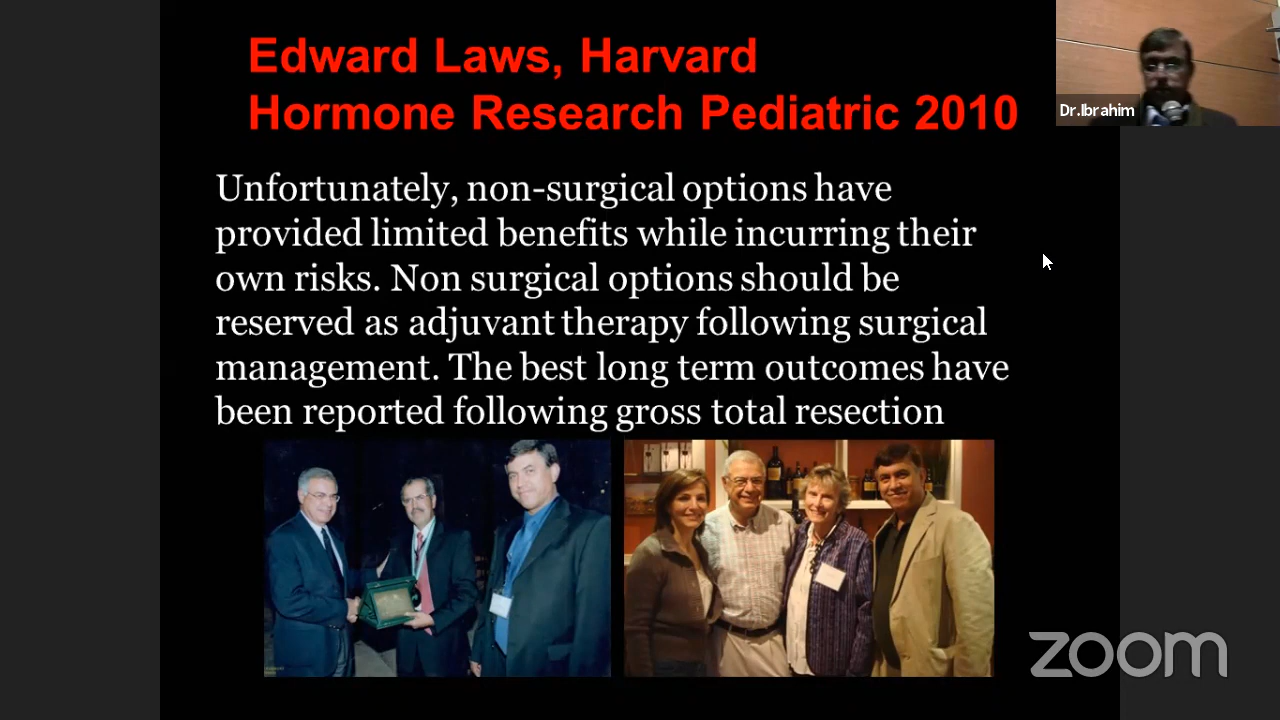 Edward Laws, Harvard
Hormone Research Pediatric 2010
Dr.Ibrahim
Unfortunately, non-surgical options have
provided limited benefits while incurring their
own risks. Non surgical options should be
reserved as adjuvant therapy following surgical
management. The best long term outcomes have
been reported following gross total resection
zoom